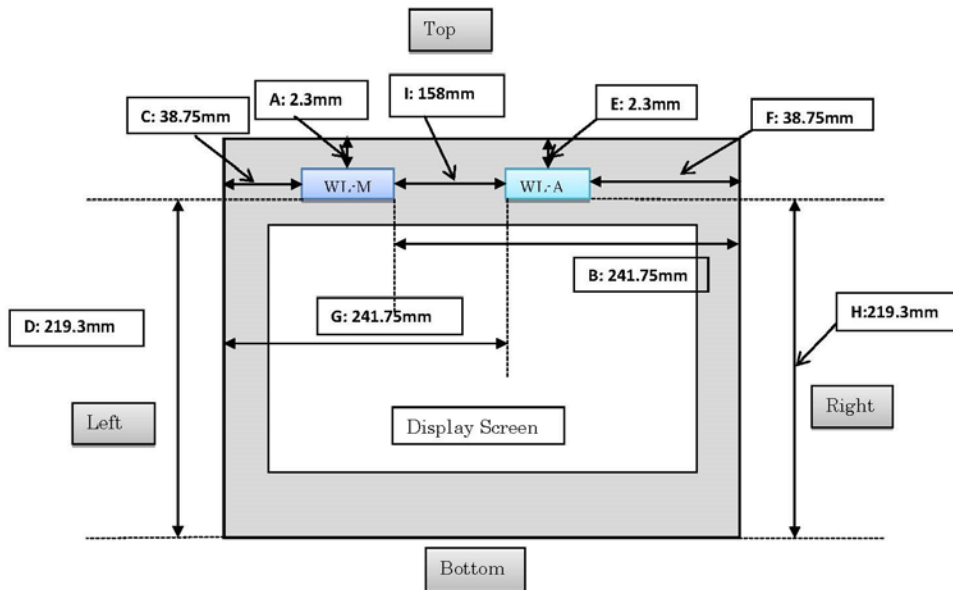 Top
A: 2.3mm
I: 158mm
E: 2.3mm
C: 38.75mm
F: 38.75mm
WL-M
WL-A
B: 241.75mm
G: 241.75mm
D: 219.3mm
H:219.3mm
Left
Display Screen
Right
Bottom